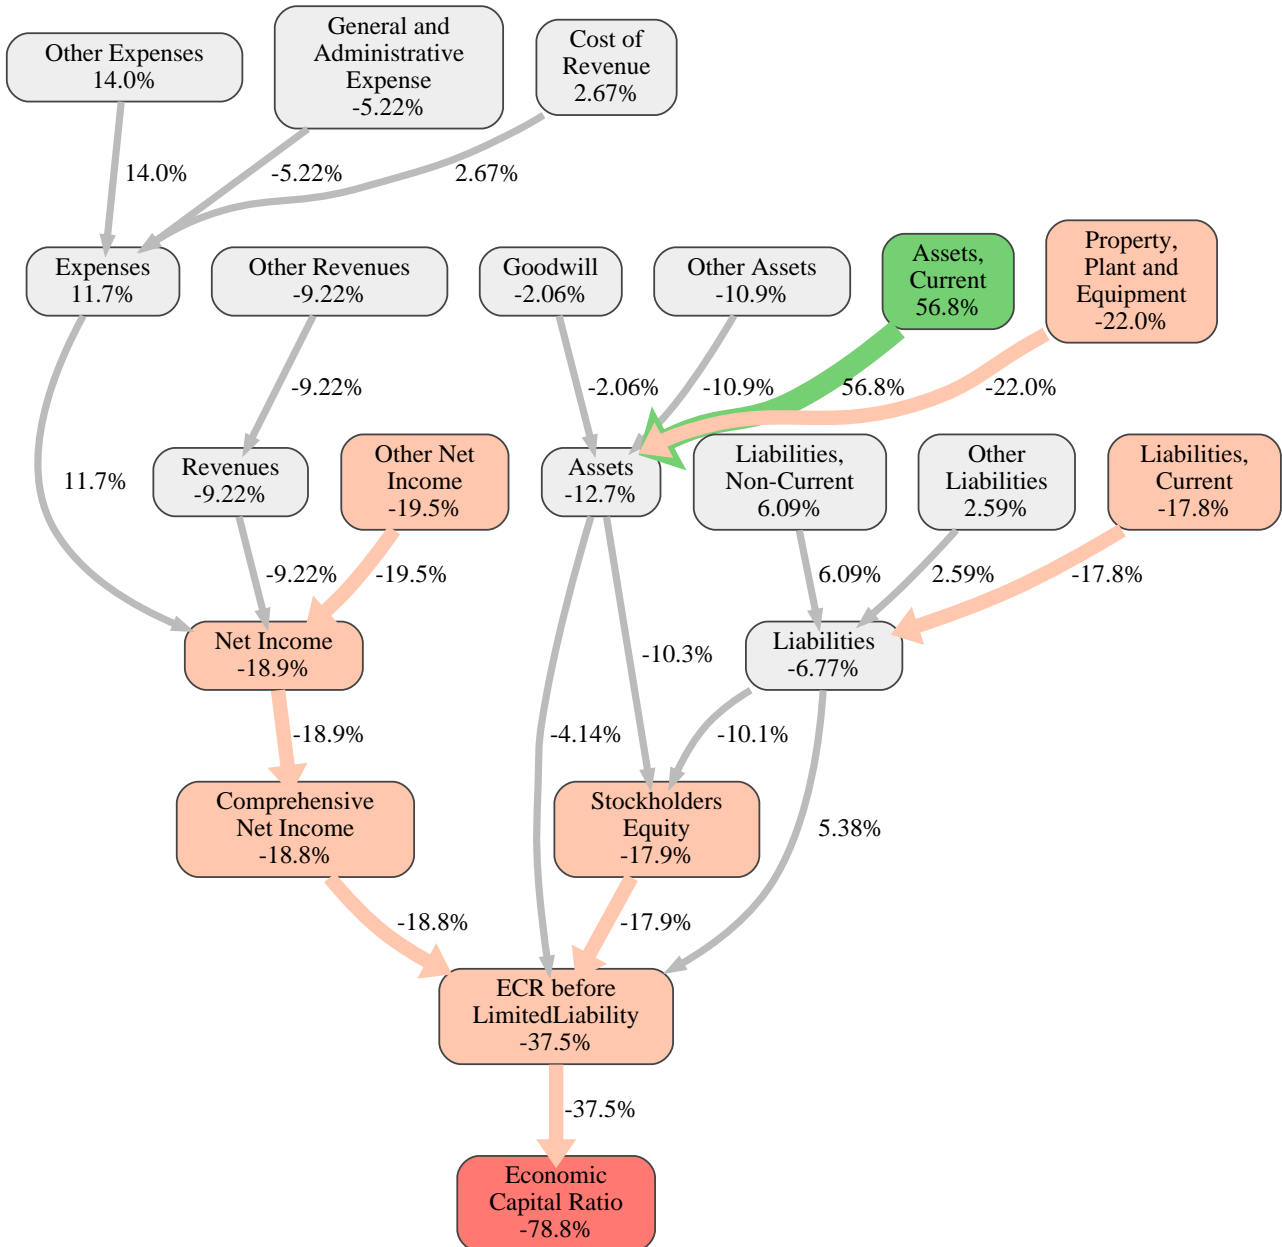 Other Expenses
14.0%
General and
Administrative
Expense
-5.22%
Cost of
Revenue
2.67%
14.0%
-5.22%
2.67%
Expenses
11.7%
Other Revenues
-9.22%
Goodwill
-2.06%
Other Assets
-10.9%
Assets,
Current
56.8%
Property,
Plant and
Equipment
-22.0%
-9.22%
-2.06%
-10.9%
56.8%
-22.0%
11.7%
Revenues
-9.22%
Other Net
Income
-19.5%
Assets
-12.7%
Liabilities,
Non-Current
6.09%
Other
Liabilities
2.59%
Liabilities,
Current
-17.8%
-9.22%
-19.5%
6.09%
2.59%
-17.8%
Net Income
-18.9%
-10.3%
Liabilities
-6.77%
-18.9%
-4.14%
-10.1%
Comprehensive
Net Income
-18.8%
Stockholders
Equity
-17.9%
5.38%
-18.8%
-17.9%
ECR before
LimitedLiability
-37.5%
-37.5%
Economic
Capital Ratio
-78.8%